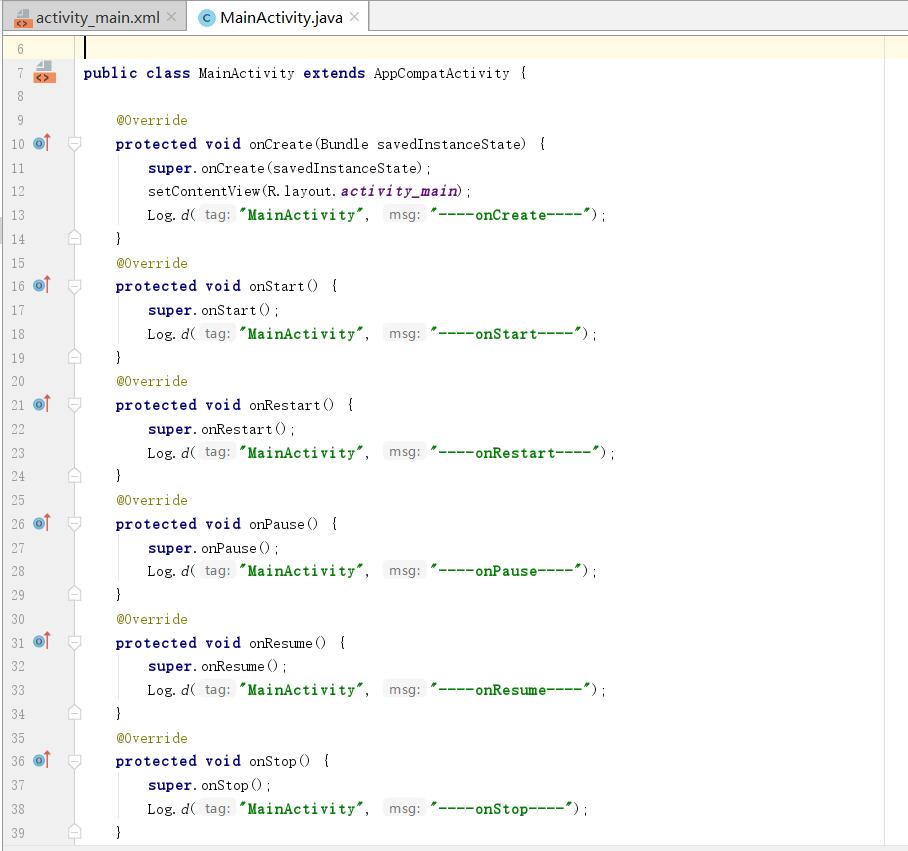 activity_main.xml MainActivity.java
6
7 public class MainActivity extends AppCompatActivity {
8
9 @Override
10 protected void onCreate(Bundle savedInstanceState) {
11 super.onCreate(savedInstanceState);
12 setContentView(R.layout.activity_main);
13 Log.d( tag: "MainActivity", msg: "----onCreate----");
14 }
15 @Override
16 protected void onStart() {
17 super.onStart();
18 Log.d( tag: "MainActivity", msg: "----onStart----");
19 }
20 @Override
21 protected void onRestart() {
22 super.onRestart();
23 Log.d( tag: "MainActivity", msg: "----onRestart----");
24 }
25 @Override
26 protected void onPause() {
27 super.onPause();
28 Log.d( tag: "MainActivity", msg: "----onPause----");
29 }
30 @Override
31 protected void onResume() {
32 super.onResume();
33 Log.d( tag: "MainActivity", msg: "----onResume----");
34 }
35 @Override
36 protected void onStop() {
37 super.onStop();
38 Log.d( tag: "MainActivity", msg: "----onStop----");
39 }